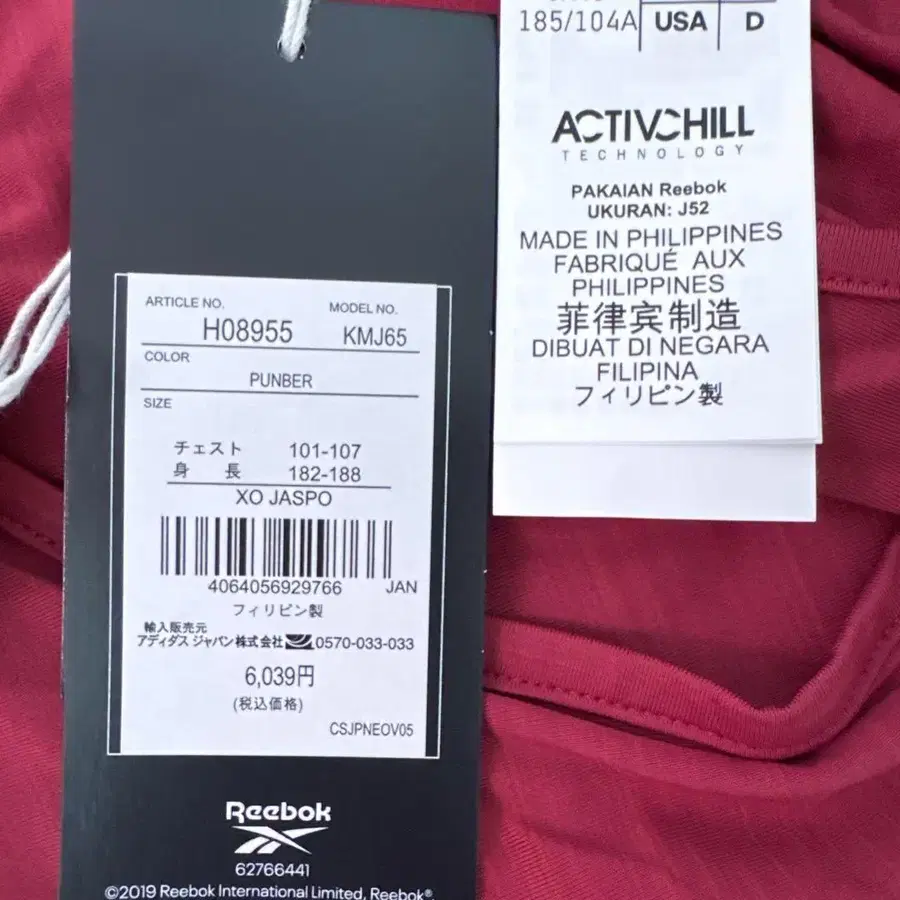 ARTICLE NO.
MODEL NO.
H08955
KMJ65
COLOR
PUNBER
SIZE
チェスト 101-107
身 長 182-188
XO JASPO
4064056929766 JAN
フィリピン製
輸入販売元
アディダス ジャパン株式会社 0570-033-033
6,039円
(税込価格)
CSJPNEOV05
Reebok
62766441
©2019 Reebok International Limited, Reebok®
185/104A USA D
ACTIVCHILL
TECHNOLOGY
PAKAIAN Reebok
UKURAN: J52
MADE IN PHILIPPINES
FABRIQUÉ AUX
PHILIPPINES
菲律宾制造
DIBUAT DI NEGARA
FILIPINA
フィリピン製